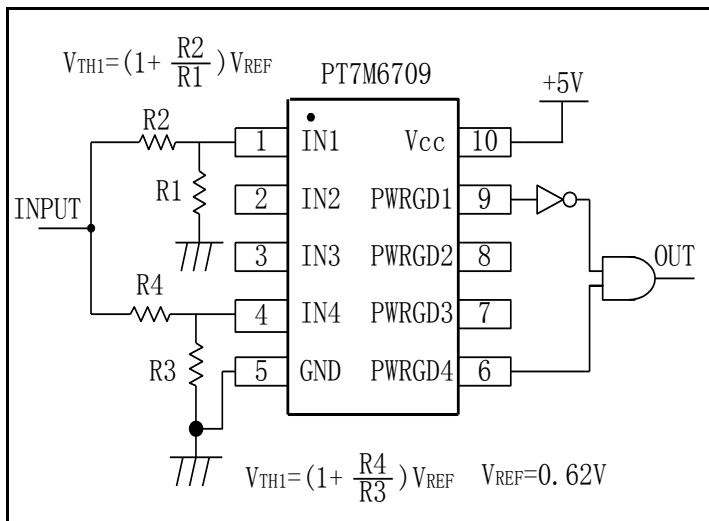 VTH1=(1+ R2/R1)VREF
PT7M6709
+5V
R2
1 IN1 Vcc 10
R1
INPUT
2 IN2 PWRGD1 9
3 IN3 PWRGD2 8
OUT
R4
4 IN4 PWRGD3 7
R3
5 GND PWRGD4 6
VTH1=(1+ R4/R3)VREF VREF=0.62V